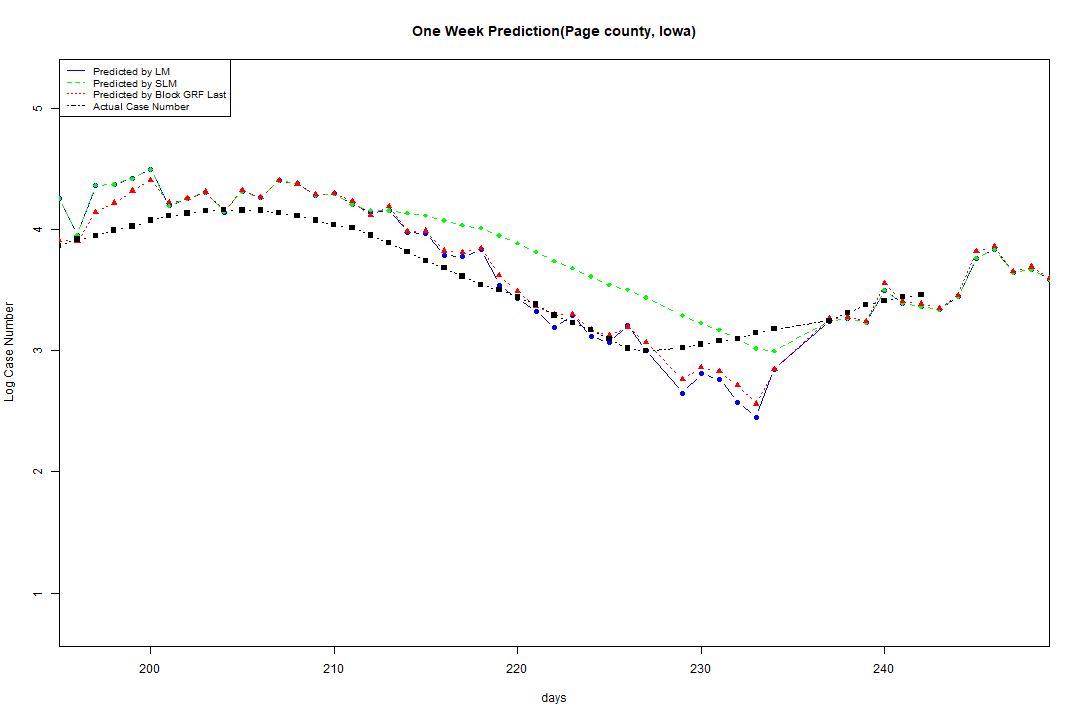 One Week Prediction(Page county, Iowa)
Predicted by LM
Predicted by SLM
Predicted by Block GRF Last
Actual Case Number
5
4
3
2
1
Log Case Number
200 210 220 230 240
days